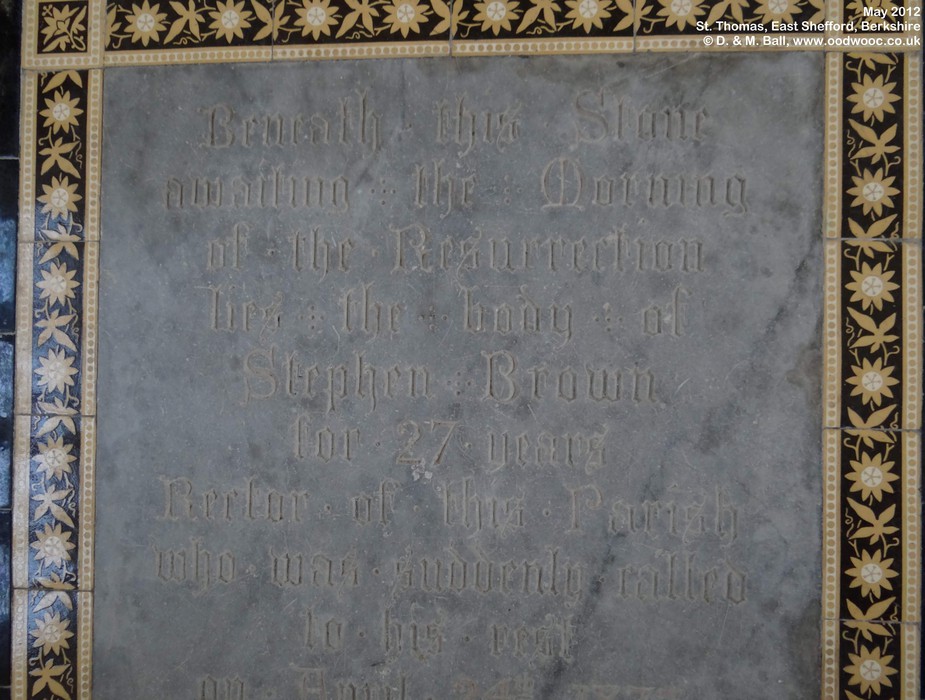 May 2012
St. Thomas, East Shefford, Berkshire
© D. & M. Ball, www.oodwooc.co.uk
Beneath · this Stone
awaiting : the : Morning
of · the · Resurrection
lies : the · body : of
Stephen : Brown
for · 27 · years
Rector · of · this · Parish
who · was · suddenly · called
to · his rest
on · April